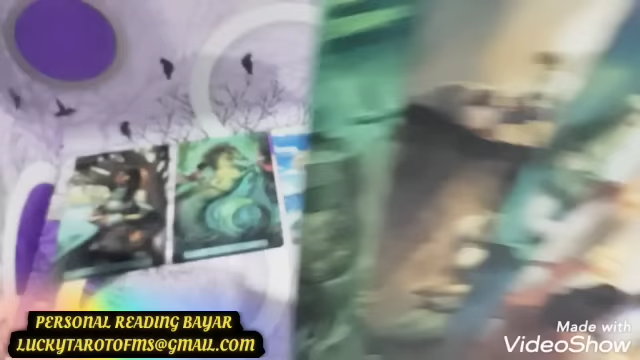 PERSONAL READING BAYAR
LUCKYTAROTOFMS@GMAIL.COM
Made with
VideoShow